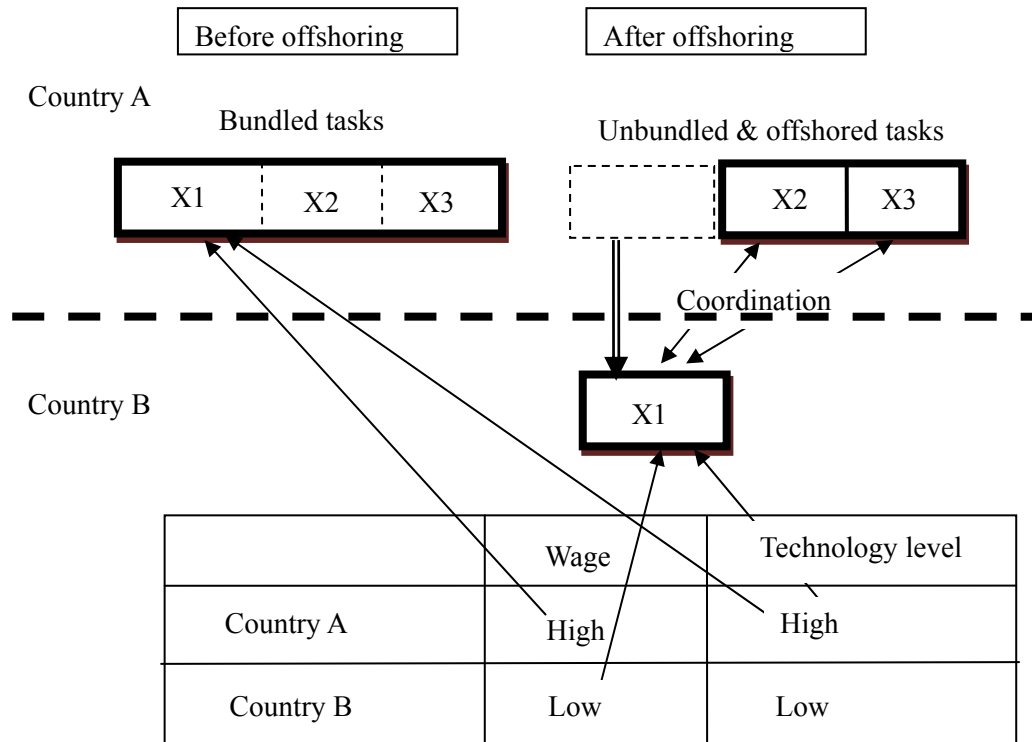 Before offshoring
After offshoring
Country A
Bundled tasks
Unbundled & offshored tasks
X1 X2 X3
X2 X3
Coordination
Country B
X1
Wage Technology level
Country A High High
Country B Low Low